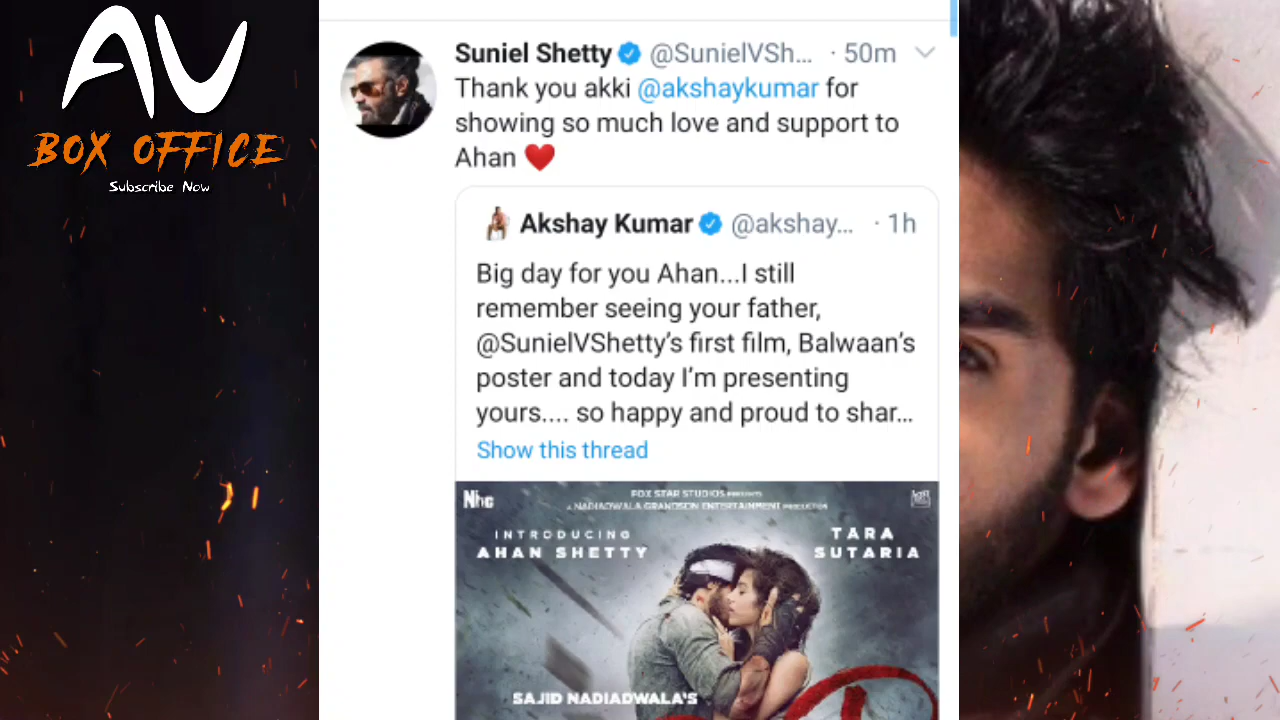 AV
BOX OFFICE
Subscribe Now
Suniel Shetty @SunielVSh... · 50m
Thank you akki @akshaykumar for
showing so much love and support to
Ahan ❤️
Akshay Kumar @akshay... · 1h
Big day for you Ahan...I still
remember seeing your father,
@SunielVShetty’s first film, Balwaan’s
poster and today I’m presenting
yours.... so happy and proud to shar...
Show this thread
FOX STAR STUDIOS PRESENTS
A NADIADWALA GRANDSON ENTERTAINMENT PRODUCTION
INTRODUCING
AHAN SHETTY
TARA
SUTARIA
SAJID NADIADWALA'S